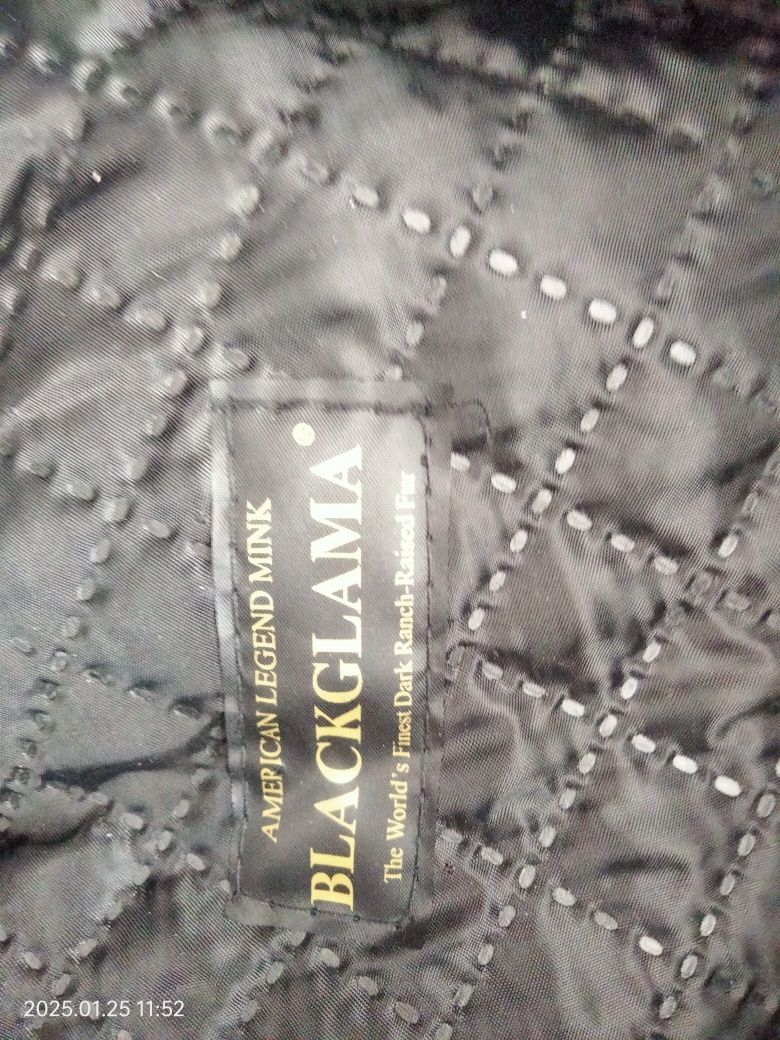 AMERICAN LEGEND MINK
BLACKGLAMA®
The World's Finest Dark Ranch-Raised Fur
2025.01.25 11:52